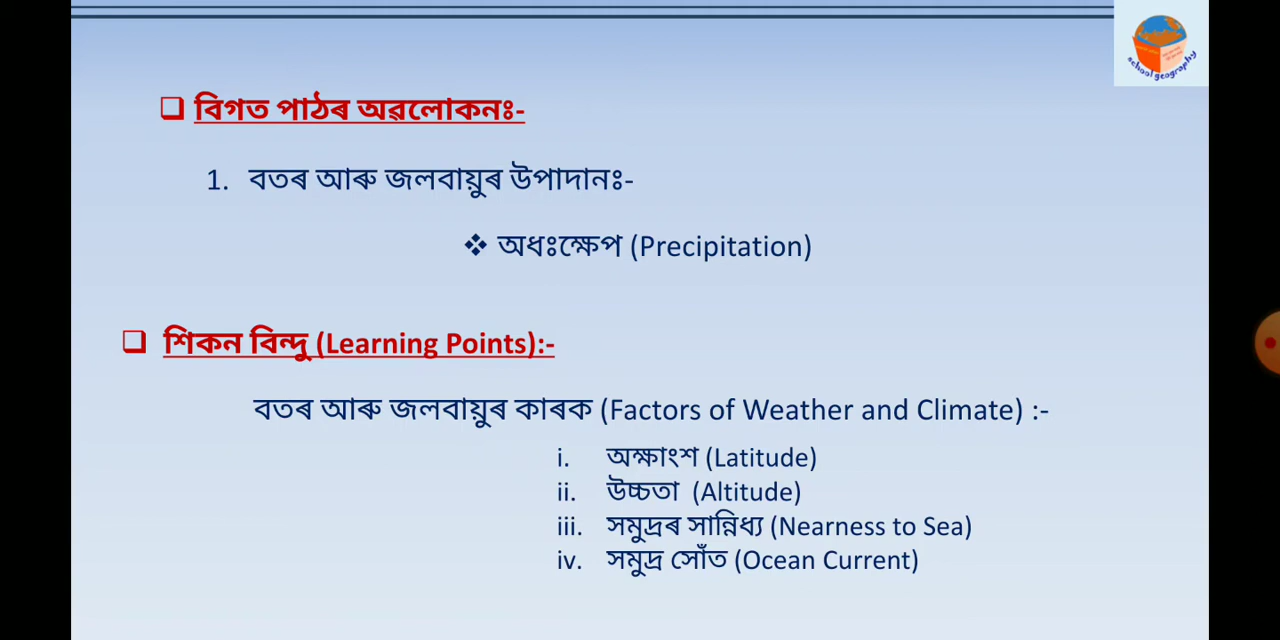 school geography
❑ বিগত পাঠৰ অৱলোকনঃ-
1. বতৰ আৰু জলবায়ুৰ উপাদানঃ-
❖ অধঃক্ষেপ (Precipitation)
❑ শিকন বিন্দু (Learning Points):-
বতৰ আৰু জলবায়ুৰ কাৰক (Factors of Weather and Climate) :-
i. অক্ষাংশ (Latitude)
ii. উচ্চতা (Altitude)
iii. সমুদ্ৰৰ সান্নিধ্য (Nearness to Sea)
iv. সমুদ্ৰ সোঁত (Ocean Current)